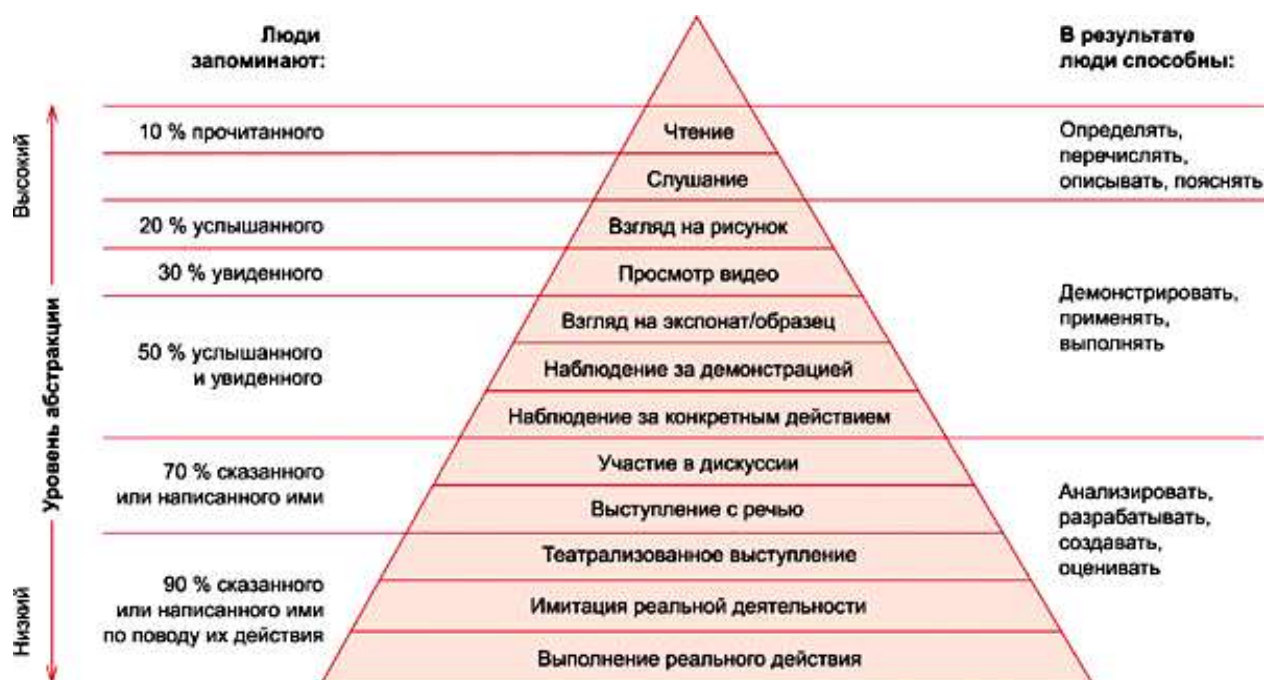 Люди
запоминают:
В результате
люди способны:
Высокий
Уровень абстракции
Низкий
10 % прочитанного
20 % услышанного
30 % увиденного
50 % услышанного
и увиденного
70 % сказанного
или написанного ими
90 % сказанного
или написанного ими
по поводу их действия
Чтение
Слушание
Взгляд на рисунок
Просмотр видео
Взгляд на экспонат/образец
Наблюдение за демонстрацией
Наблюдение за конкретным действием
Участие в дискуссии
Выступление с речью
Театрализованное выступление
Имитация реальной деятельности
Выполнение реального действия
Определять,
перечислять,
описывать, пояснять
Демонстрировать,
применять,
выполнять
Анализировать,
разрабатывать,
создавать,
оценивать